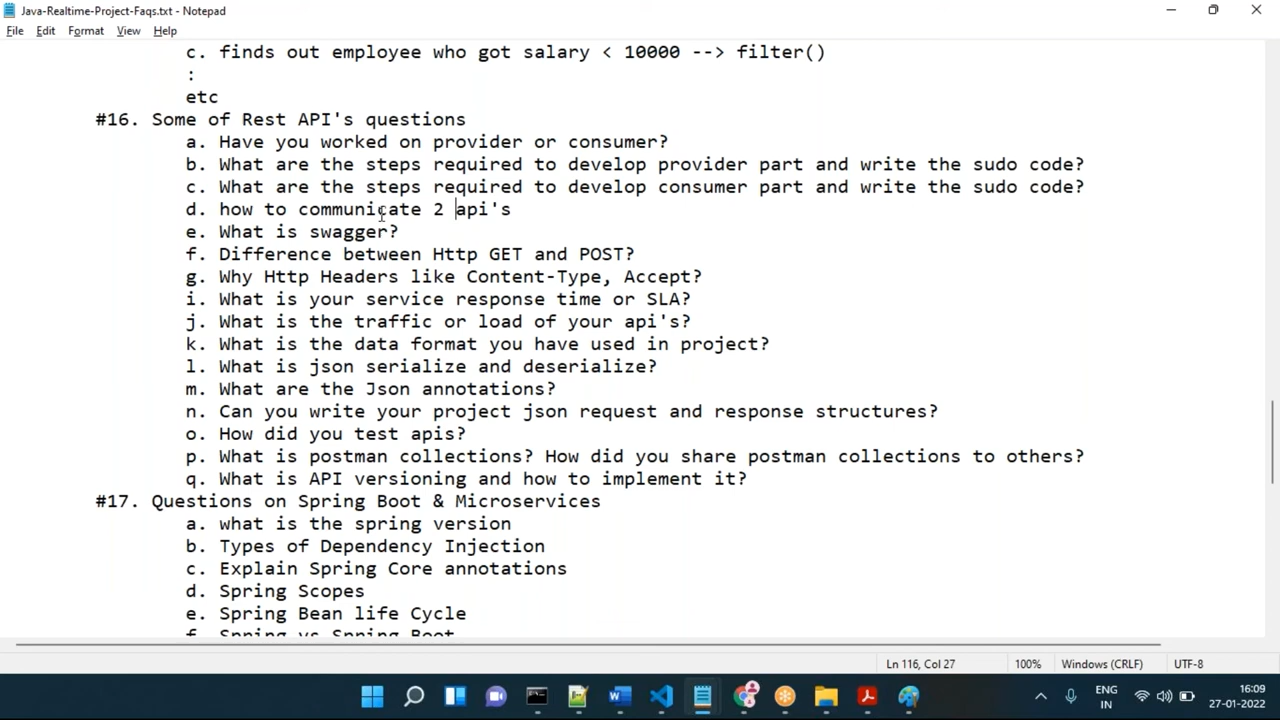 Java-Realtime-Project-Faqs.txt - Notepad
File Edit Format View Help
c. finds out employee who got salary < 10000 --> filter()
:
etc
#16. Some of Rest API's questions
a. Have you worked on provider or consumer?
b. What are the steps required to develop provider part and write the sudo code?
c. What are the steps required to develop consumer part and write the sudo code?
d. how to communicate 2 api's
e. What is swagger?
f. Difference between Http GET and POST?
g. Why Http Headers like Content-Type, Accept?
i. What is your service response time or SLA?
j. What is the traffic or load of your api's?
k. What is the data format you have used in project?
l. What is json serialize and deserialize?
m. What are the Json annotations?
n. Can you write your project json request and response structures?
o. How did you test apis?
p. What is postman collections? How did you share postman collections to others?
q. What is API versioning and how to implement it?
#17. Questions on Spring Boot & Microservices
a. what is the spring version
b. Types of Dependency Injection
c. Explain Spring Core annotations
d. Spring Scopes
e. Spring Bean life Cycle
f. Spring vs Spring Boot
Ln 116, Col 27 100% Windows (CRLF) UTF-8
ENG 16:09
IN 27-01-2022